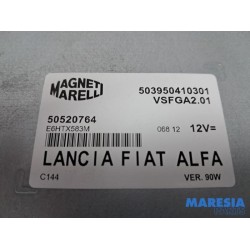 MAGNETI
MARELLI
503950410301
VSFGA2.01
50520764
E6HTX583M
068 12
12V=
LANCIA FIAT ALFA
C144
VER. 90W
MARESIA